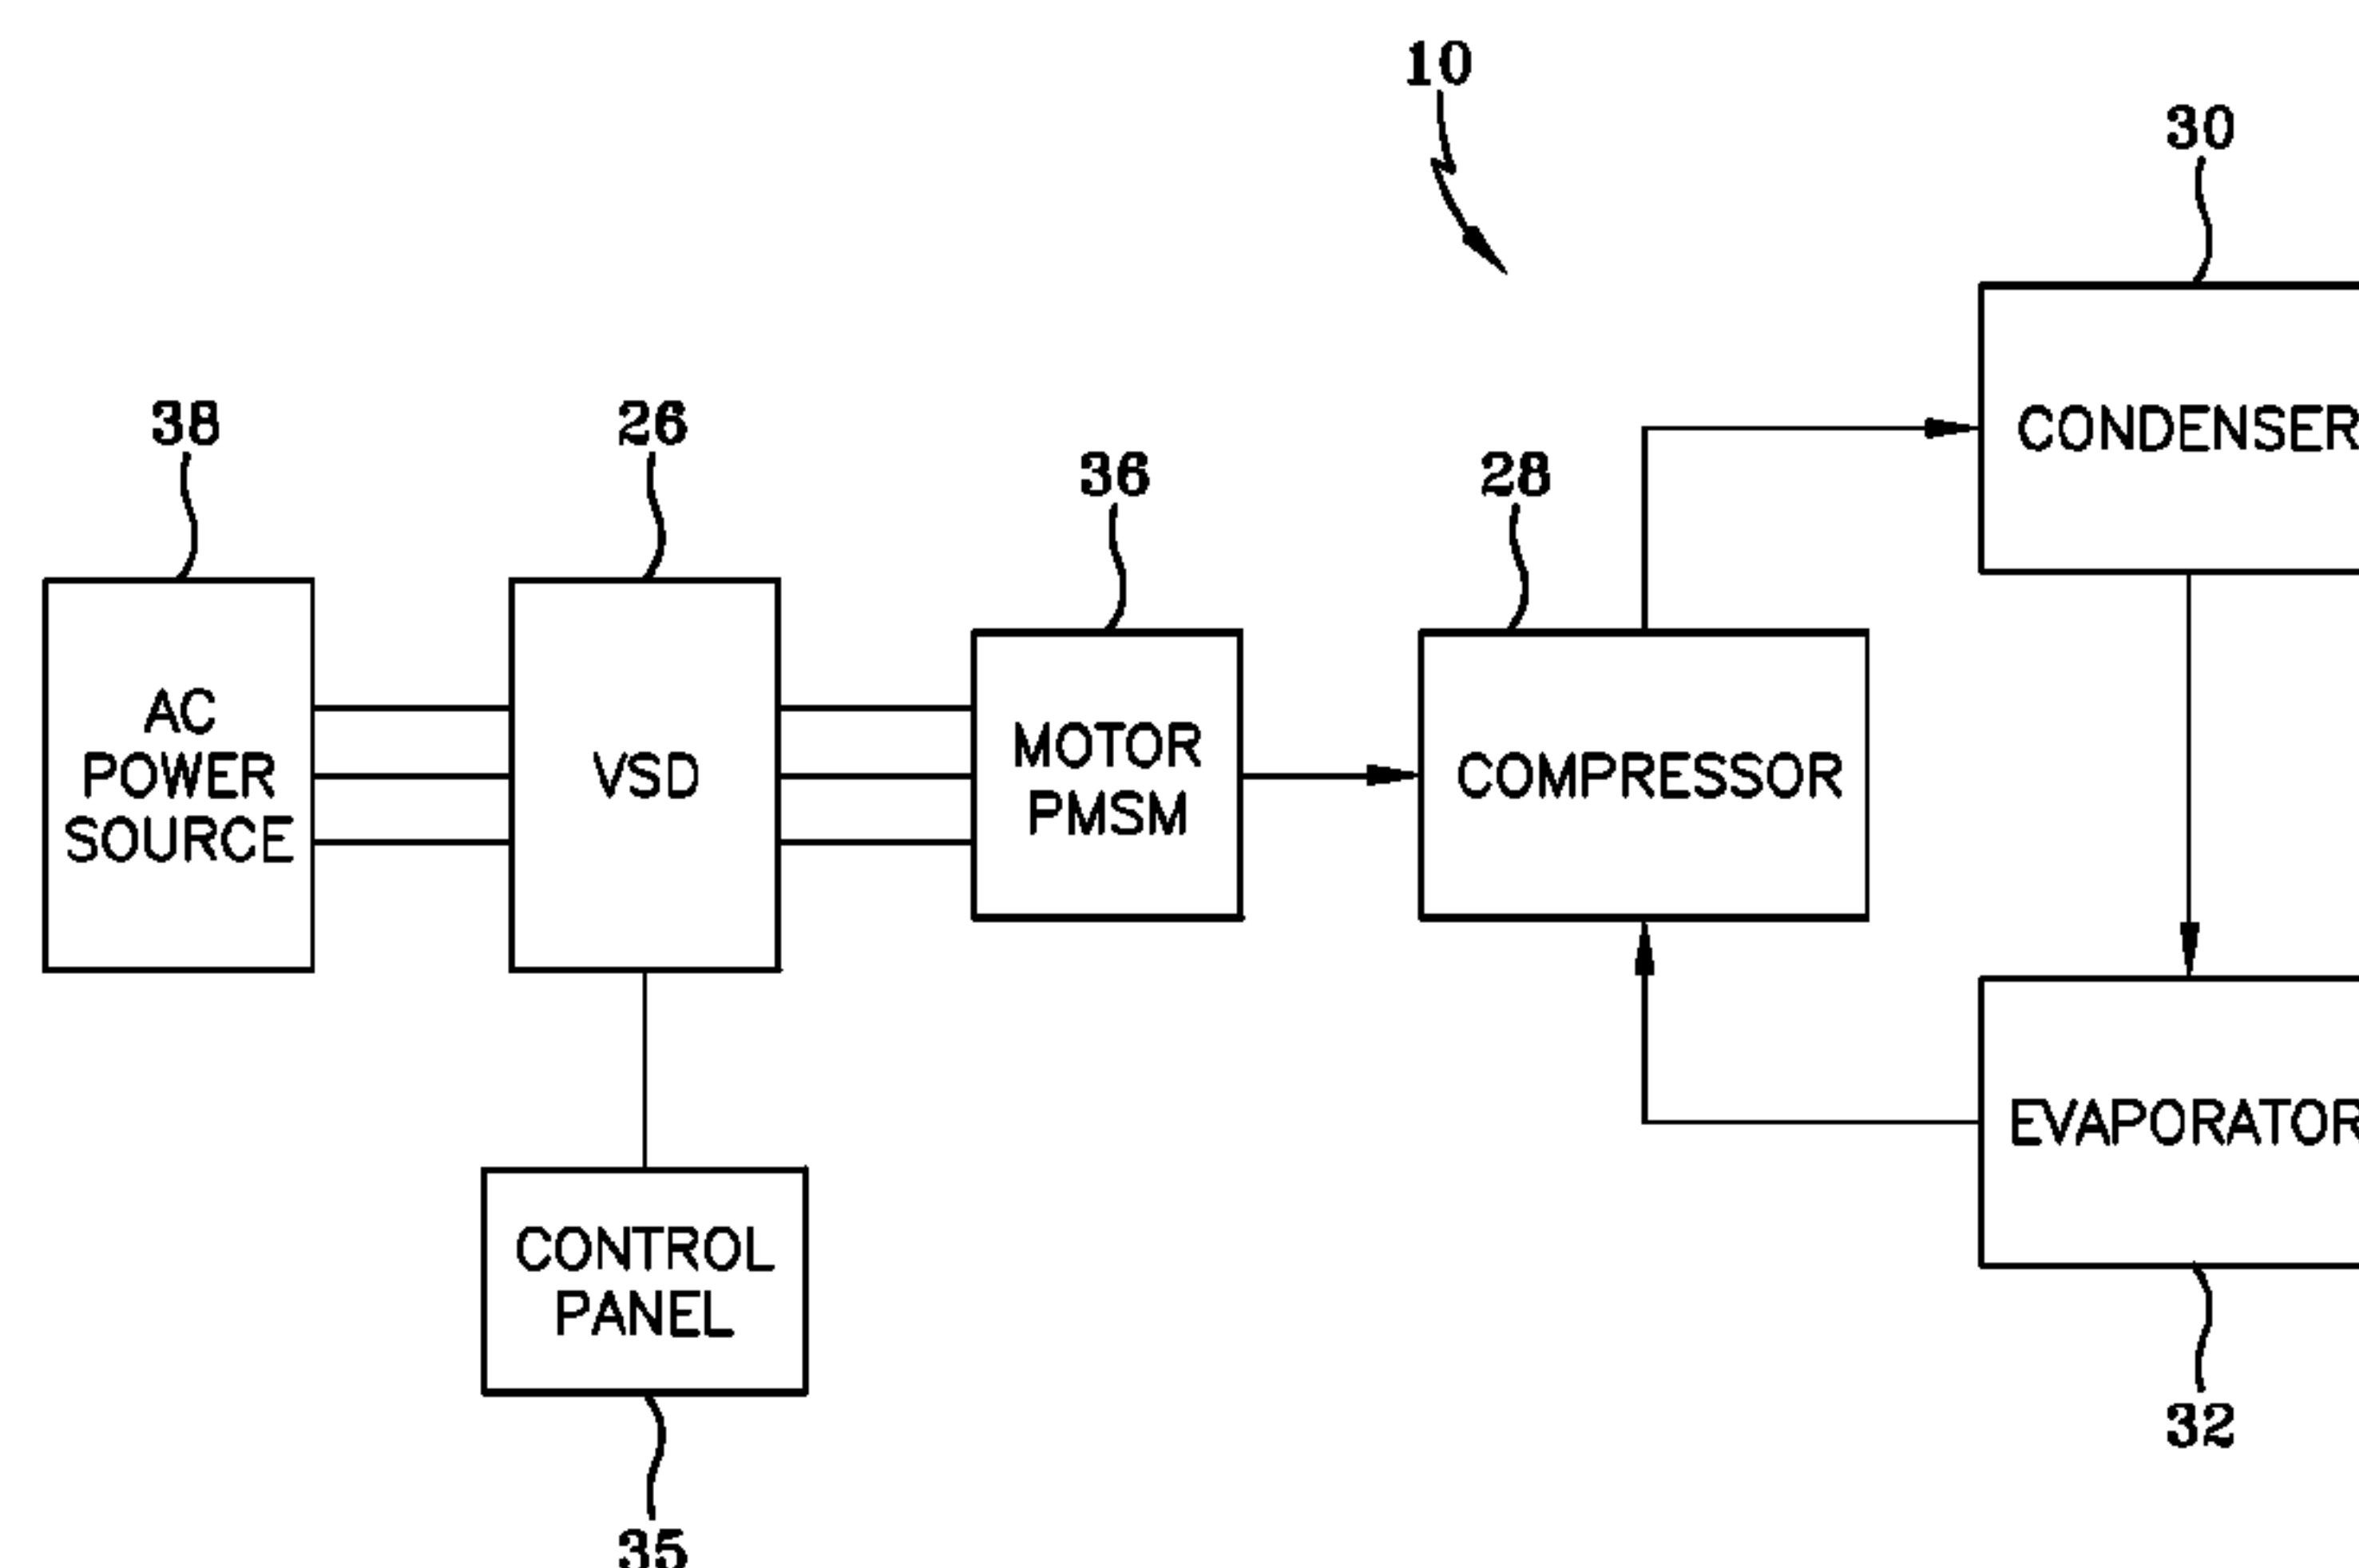 10
30
38
26
36
28
CONDENSER
AC
POWER
SOURCE
VSD
MOTOR
PMSM
COMPRESSOR
EVAPORATOR
CONTROL
PANEL
32
35